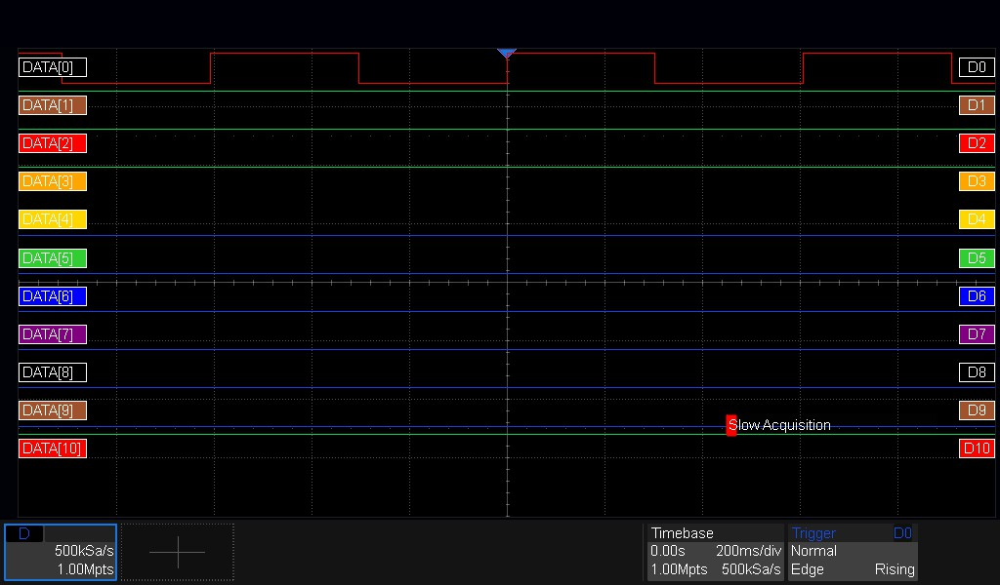 DATA[0] D0
DATA[1] D1
DATA[2] D2
DATA[3] D3
DATA[4] D4
DATA[5] D5
DATA[6] D6
DATA[7] D7
DATA[8] D8
DATA[9] D9
Slow Acquisition
DATA[10] D10
D
500kSa/s
1.00Mpts
Timebase
0.00s 200ms/div
1.00Mpts 500kSa/s
Trigger D0
Normal
Edge Rising